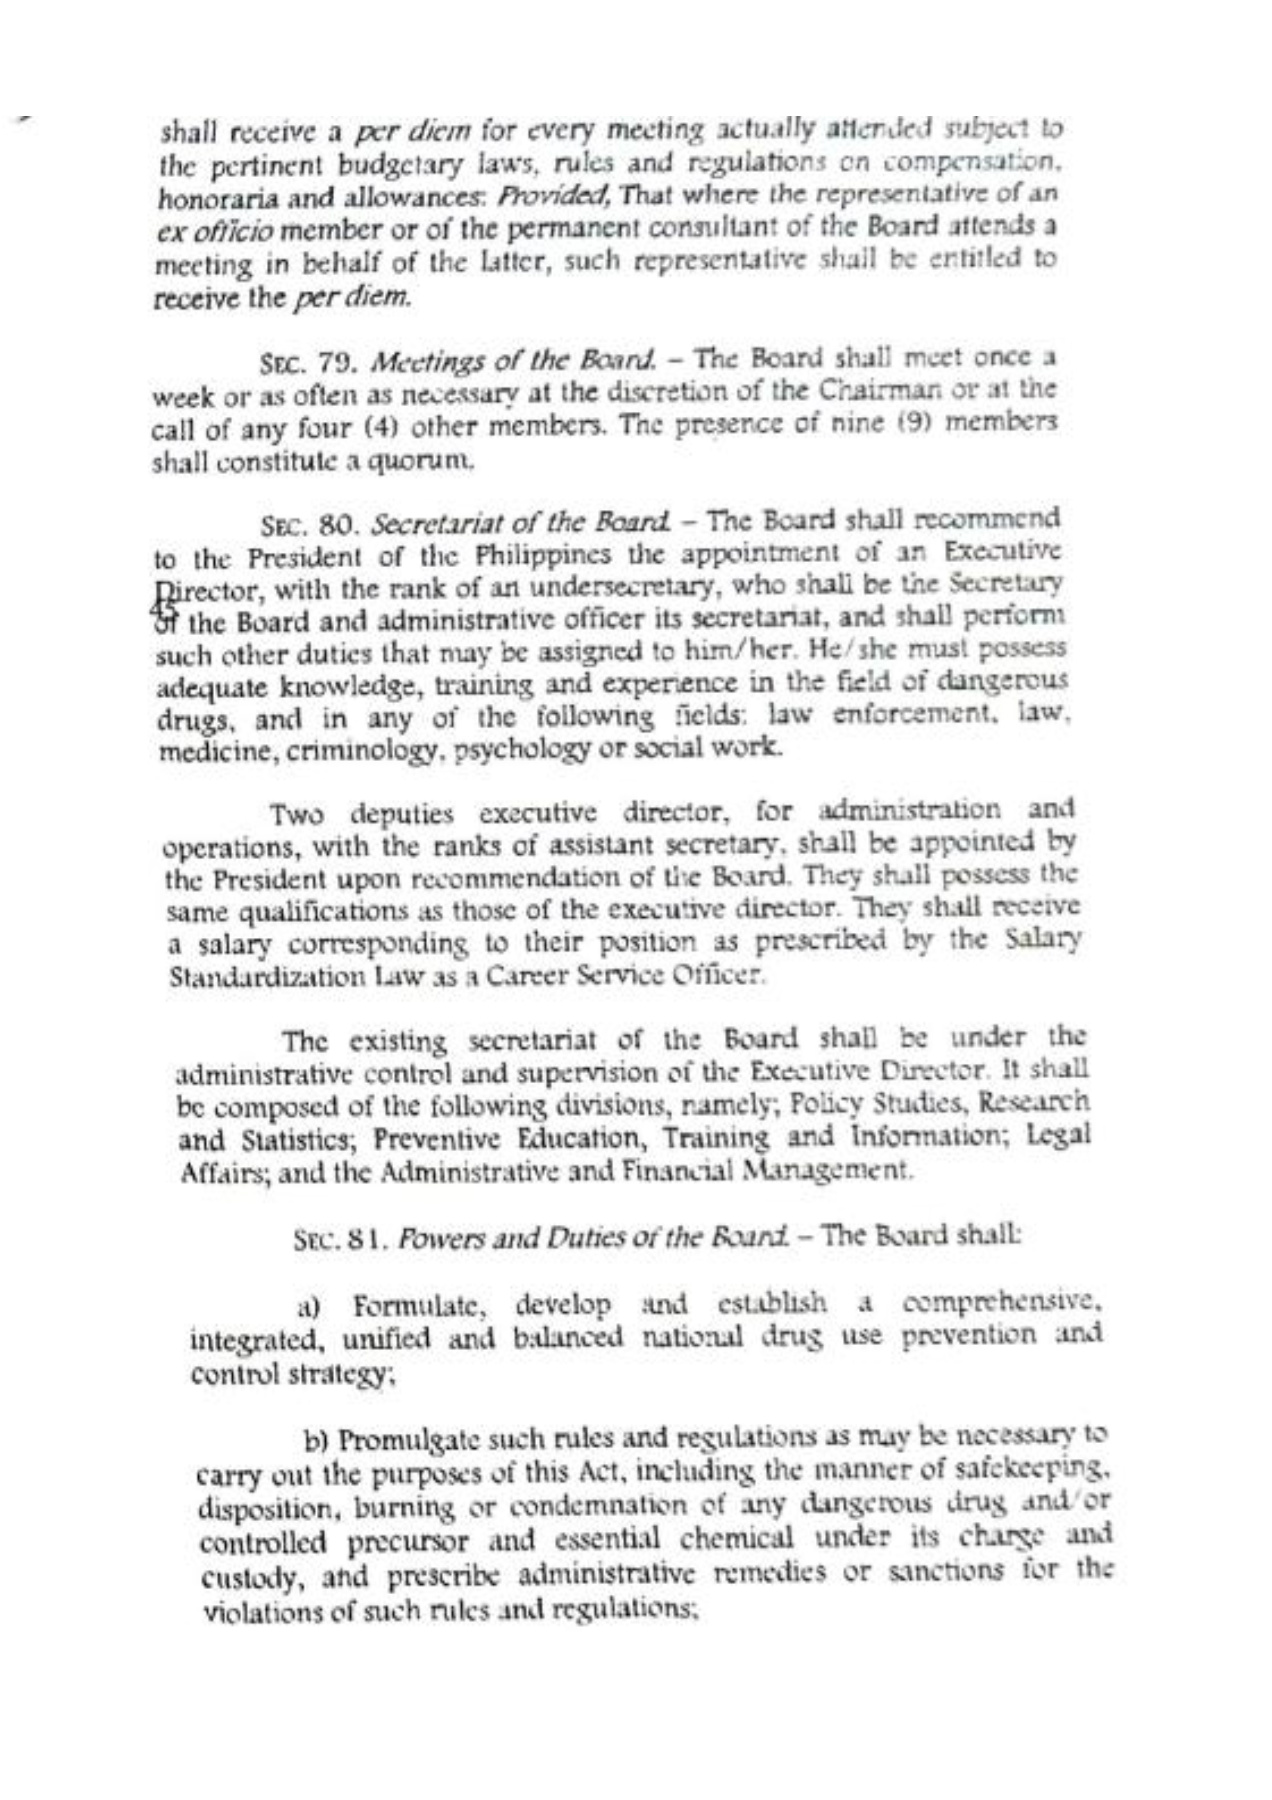 shall receive a per diem for every meeting actually attended subject to
the pertinent budgetary laws, rules and regulations on compensation,
honoraria and allowances: Provided, That where the representative of an
ex officio member or of the permanent consultant of the Board attends a
meeting in behalf of the latter, such representative shall be entitled to
receive the per diem.
SEC. 79. Meetings of the Board. – The Board shall meet once a
week or as often as necessary at the discretion of the Chairman or at the
call of any four (4) other members. The presence of nine (9) members
shall constitute a quorum.
SEC. 80. Secretariat of the Board. – The Board shall recommend
to the President of the Philippines the appointment of an Executive
Director, with the rank of an undersecretary, who shall be the Secretary
45
of the Board and administrative officer its secretariat, and shall perform
such other duties that may be assigned to him/her. He/she must possess
adequate knowledge, training and experience in the field of dangerous
drugs, and in any of the following fields: law enforcement, law,
medicine, criminology, psychology or social work.
Two deputies executive director, for administration and
operations, with the ranks of assistant secretary, shall be appointed by
the President upon recommendation of the Board. They shall possess the
same qualifications as those of the executive director. They shall receive
a salary corresponding to their position as prescribed by the Salary
Standardization Law as a Career Service Officer.
The existing secretariat of the Board shall be under the
administrative control and supervision of the Executive Director. It shall
be composed of the following divisions, namely; Policy Studies, Research
and Statistics; Preventive Education, Training and Information; Legal
Affairs; and the Administrative and Financial Management.
SEC. 81. Powers and Duties of the Board. – The Board shall:
a) Formulate, develop and establish a comprehensive,
integrated, unified and balanced national drug use prevention and
control strategy;
b) Promulgate such rules and regulations as may be necessary to
carry out the purposes of this Act, including the manner of safekeeping,
disposition, burning or condemnation of any dangerous drug and/or
controlled precursor and essential chemical under its charge and
custody, and prescribe administrative remedies or sanctions for the
violations of such rules and regulations;